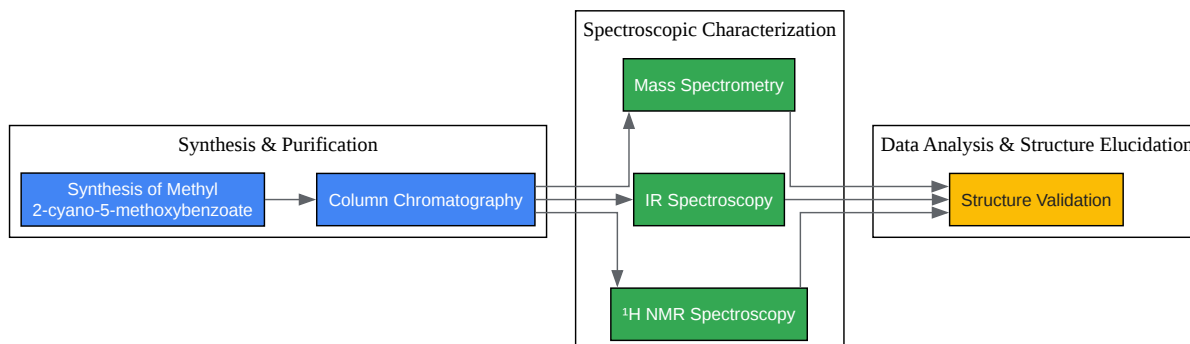 Synthesis & Purification
Synthesis of Methyl
2-cyano-5-methoxybenzoate
Column Chromatography
Spectroscopic Characterization
Mass Spectrometry
IR Spectroscopy
¹H NMR Spectroscopy
Data Analysis & Structure Elucidation
Structure Validation